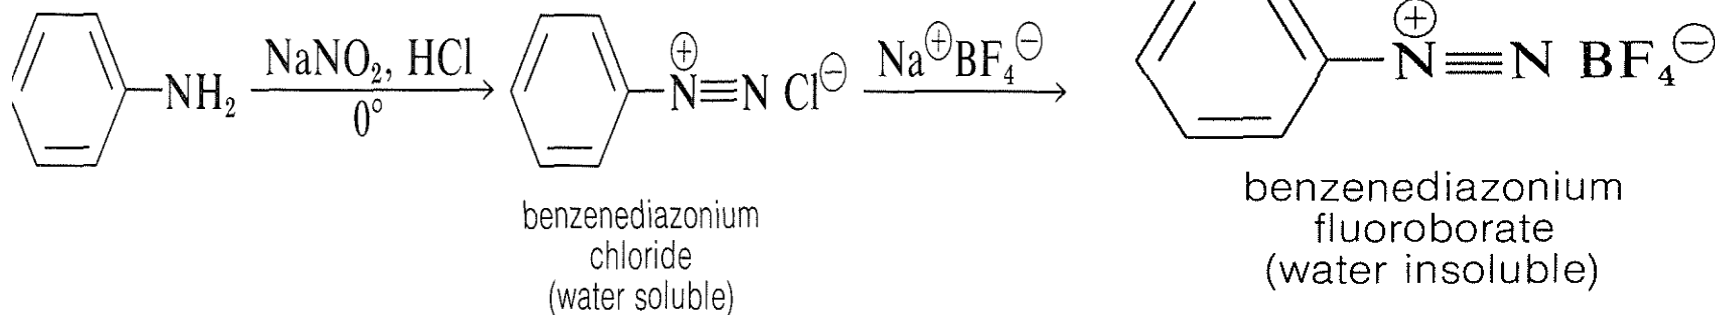 NH₂
NaNO₂, HCl
0°
N≡N Cl⊖
⊕
Na⊕BF₄⊖
⊕
N≡N BF₄⊖
benzenediazonium
chloride
(water soluble)
benzenediazonium
fluoroborate
(water insoluble)